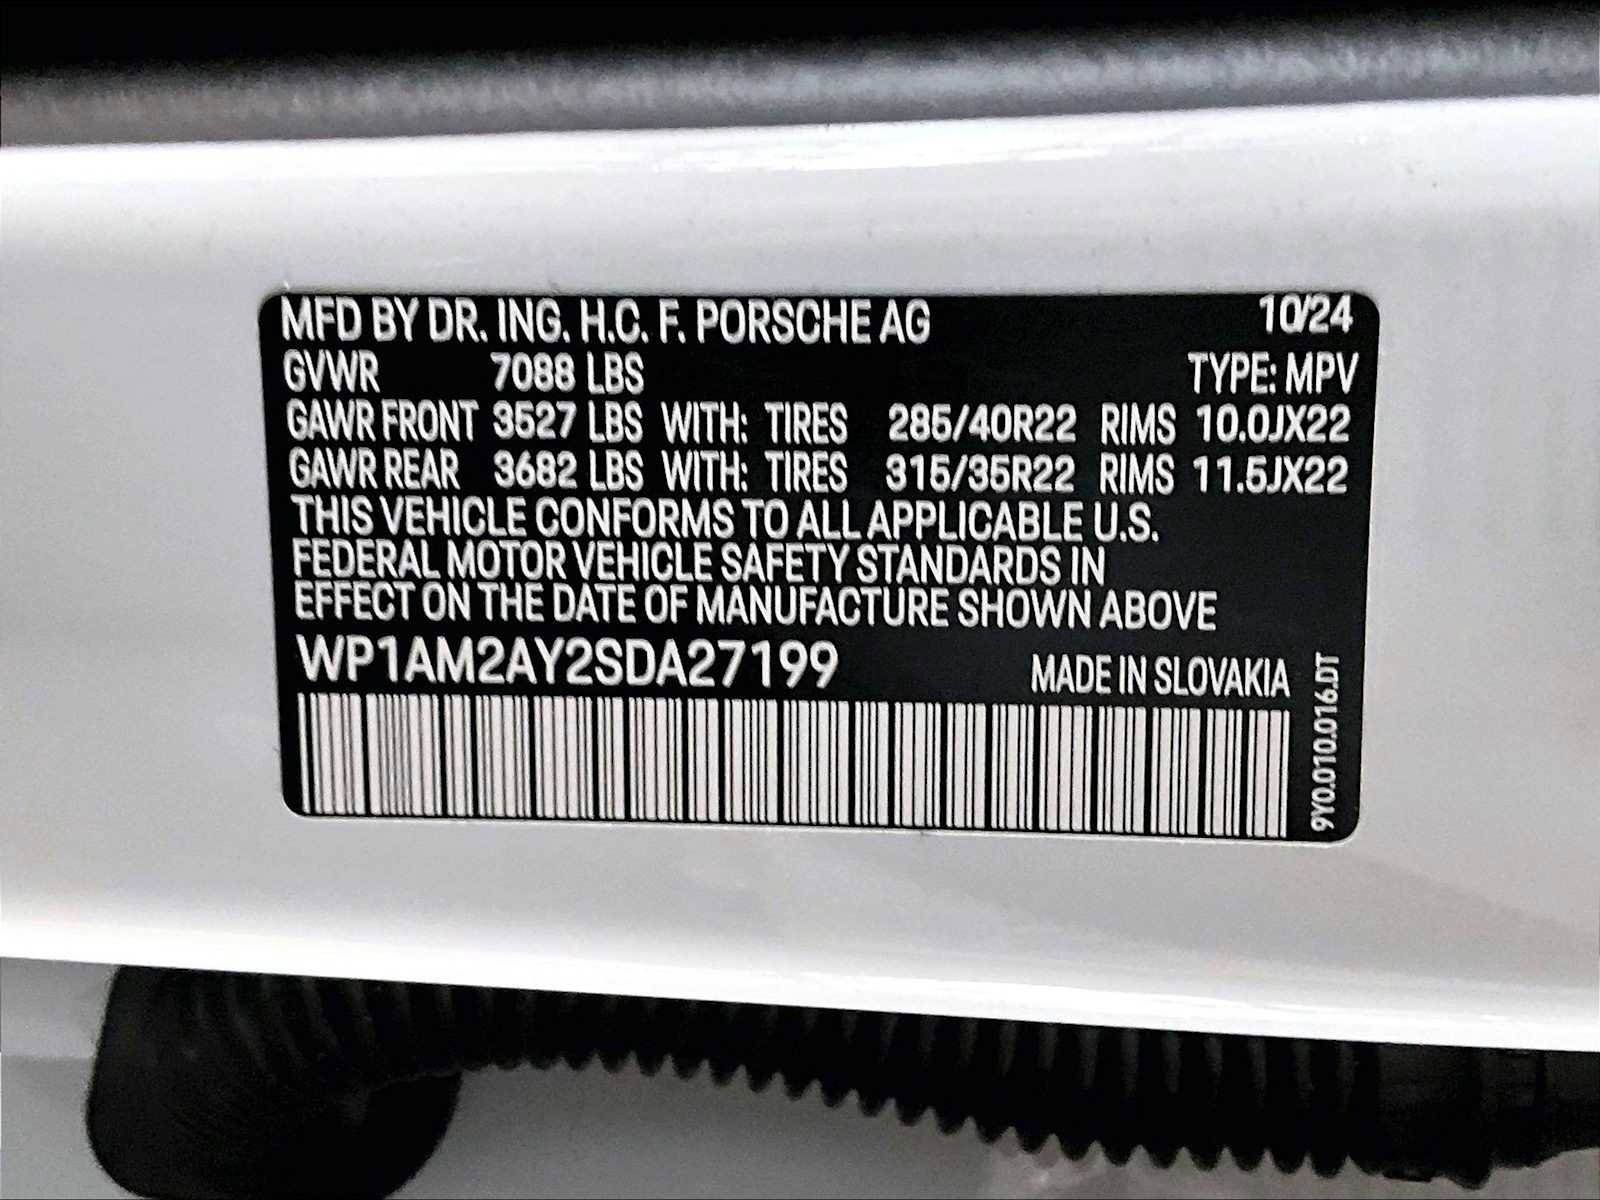 MFD BY DR. ING. H.C. F. PORSCHE AG 10/24
GVWR 7088 LBS TYPE: MPV
GAWR FRONT 3527 LBS WITH: TIRES 285/40R22 RIMS 10.0JX22
GAWR REAR 3682 LBS WITH: TIRES 315/35R22 RIMS 11.5JX22
THIS VEHICLE CONFORMS TO ALL APPLICABLE U.S.
FEDERAL MOTOR VEHICLE SAFETY STANDARDS IN
EFFECT ON THE DATE OF MANUFACTURE SHOWN ABOVE
WP1AM2AY2SDA27199 MADE IN SLOVAKIA
9Y0.010.016.DT